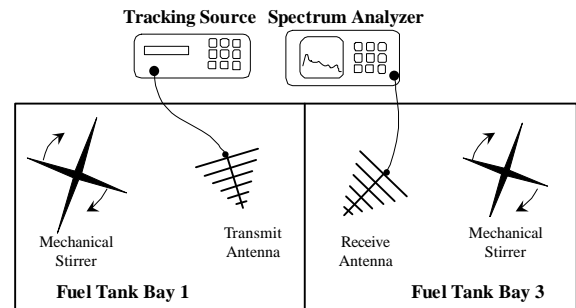 Tracking Source Spectrum Analyzer
Mechanical
Stirrer
Transmit
Antenna
Receive
Antenna
Mechanical
Stirrer
Fuel Tank Bay 1
Fuel Tank Bay 3